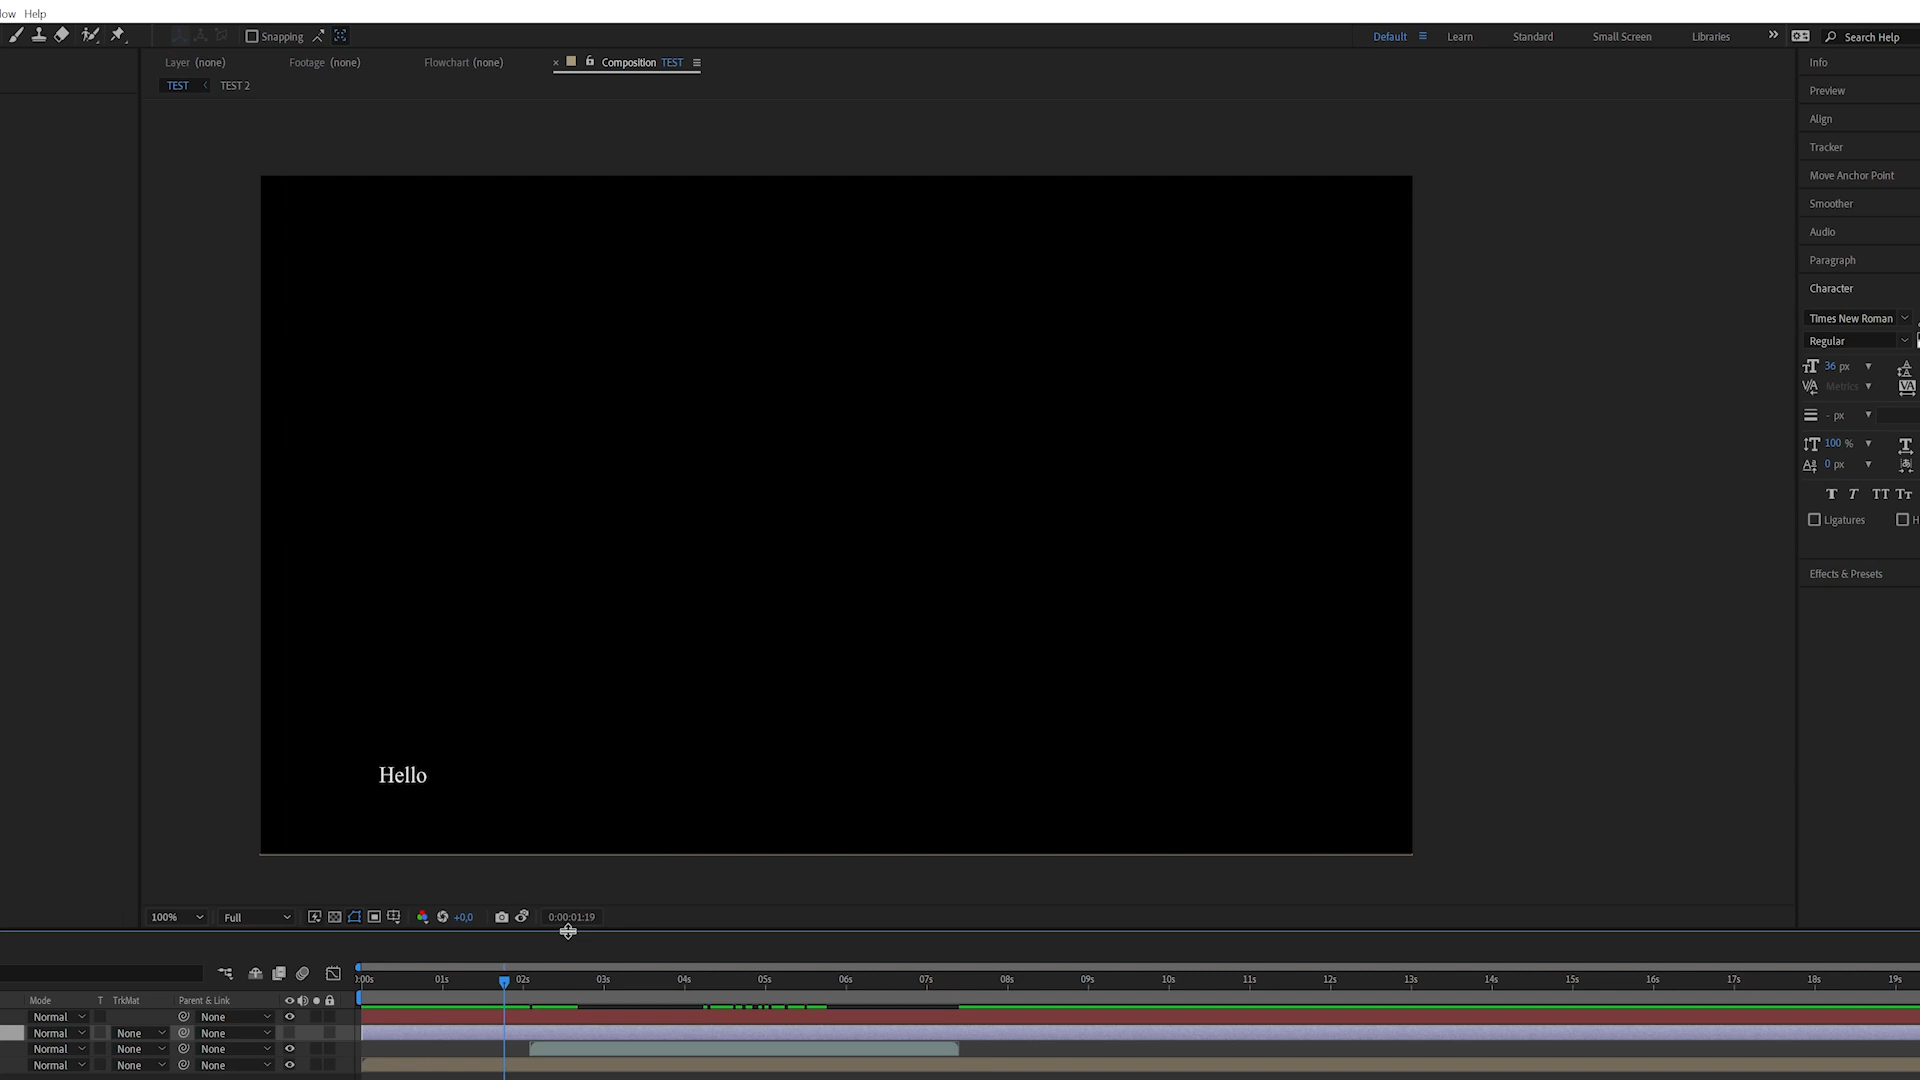 Help
Snapping
Default
Learn
Standard
Small Screen
Libraries
Search Help
Layer (none)
Footage (none)
Flowchart (none)
× Composition TEST
TEST
TEST 2
Info
Preview
Align
Tracker
Move Anchor Point
Smoother
Audio
Paragraph
Character
Times New Roman
Regular
36 px
Metrics
- px
100 %
0 px
T T TT Tr
Ligatures
H
Effects & Presets
Hello
100%
Full
+0,0
0:00:01:19
:00s 01s 02s 03s 04s 05s 06s 07s 08s 09s 10s 11s 12s 13s 14s 15s 16s 17s 18s 19s
Mode T TrkMat Parent & Link
Normal None
Normal None None
Normal None None
Normal None None